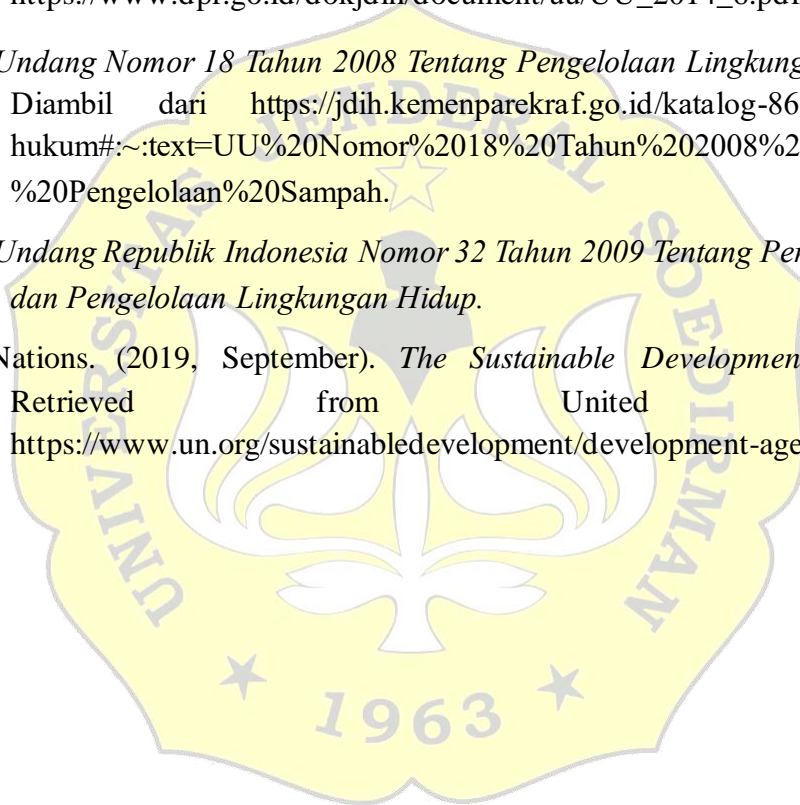 https://www.dpr.go.id/dokjdih/document/uu/UU_2014_6.pdf
Undang Nomor 18 Tahun 2008 Tentang Pengelolaan Lingkung
Diambil dari https://jdih.kemenparekraf.go.id/katalog-86
hukum#:~:text=UU%20Nomor%2018%20Tahun%202008%2
%20Pengelolaan%20Sampah.
Undang Republik Indonesia Nomor 32 Tahun 2009 Tentang Per
dan Pengelolaan Lingkungan Hidup.
Nations. (2019, September). The Sustainable Developmen
Retrieved from United
https://www.un.org/sustainabledevelopment/development-age
UNIVERSITAS JENDERAL SOEDIRMAN
1963